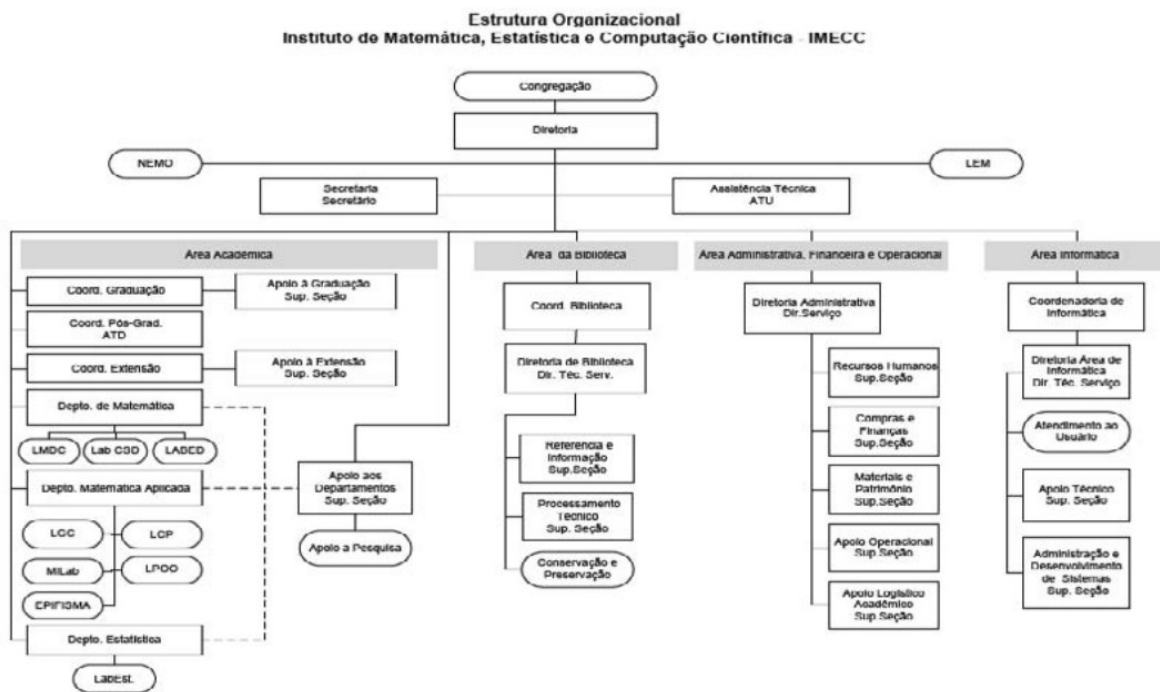 Estrutura Organizacional
Instituto de Matemática, Estatística e Computação Científica - IMECC
Congregação
Diretoria
NEMO
LEM
Secretaria
Secretário
Assistência Técnica
ATU
Área Acadêmica
Área da Biblioteca
Área Administrativa, Financeira e Operacional
Área Informática
Coord. Graduação
Apoio à Graduação
Sup. Seção
Coord. Pós-Grad.
ATD
Coord. Extensão
Apoio à Extensão
Sup. Seção
Depto. de Matemática
LMDC
Lab CSD
LABED
Depto. Matemática Aplicada
LCP
MiLab
EPIFISMA
Depto. Estatística
LabEst.
Apoio aos
Departamentos
Sup. Seção
Apoio a Pesquisa
Coord. Biblioteca
Diretoria de Biblioteca
Dir. Téc. Serv.
Referência e
Informação
Sup.Seção
Processamento
Técnico
Sup. Seção
Conservação e
Preservação
Diretoria Administrativa
Dir.Serviço
Recursos Humanos
Sup.Seção
Compras e
Finanças
Sup.Seção
Materiais e
Patrimônio
Sup.Seção
Apoio Operacional
Sup.Seção
Apoio Logístico
Acadêmico
Sup.Seção
Coordenadoria de
Informática
Diretoria Área de
Informática
Dir. Téc. Serviço
Atendimento ao
Usuário
Apoio Técnico
Sup. Seção
Administração e
Desenvolvimento
de Sistemas
Sup. Seção